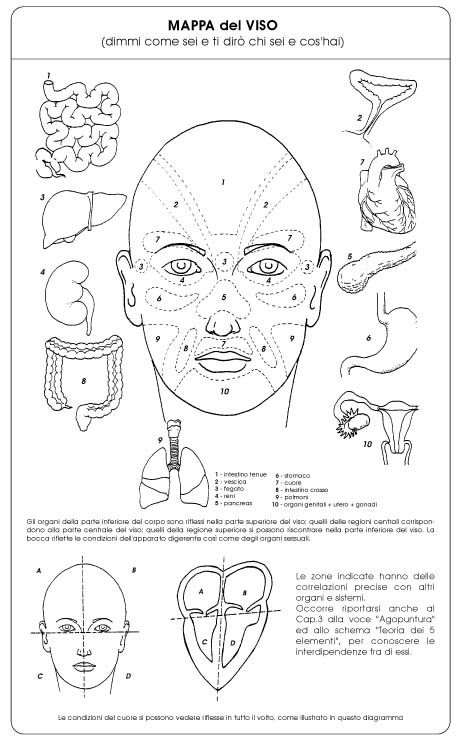 MAPPA del VISO
(dimmi come sei e ti dirò chi sei e cos'hai)
1
2
3
7
1
2
2
7
7
3
3
3
4
4
5
4
6
5
6
6
9
7
9
8
8
8
10
9
10
1 - intestino tenue
2 - vescica
3 - fegato
4 - reni
5 - pancreas
6 - stomaco
7 - cuore
8 - intestino crasso
9 - polmoni
10 - organi genitali + utero + gonadi
Gli organi della parte inferiore del corpo sono riflessi nella parte superiore del viso; quelli delle regioni centrali corrispon-
dono alla parte centrale del viso; quelli della regione superiore si possono riscontrare nella parte inferiore del viso. La
bocca riflette le condizioni dell'apparato digerente così come degli organi sessuali.
A
B
C
D
A
B
C
D
Le zone indicate hanno delle
correlazioni precise con altri
organi e sistemi.
Occorre riportarsi anche al
Cap.3 alla voce "Agopuntura"
ed allo schema "Teoria dei 5
elementi", per conoscere le
interdipendenze fra di essi.
Le condizioni del cuore si possono vedere riflesse in tutto il volto, come illustrato in questo diagramma